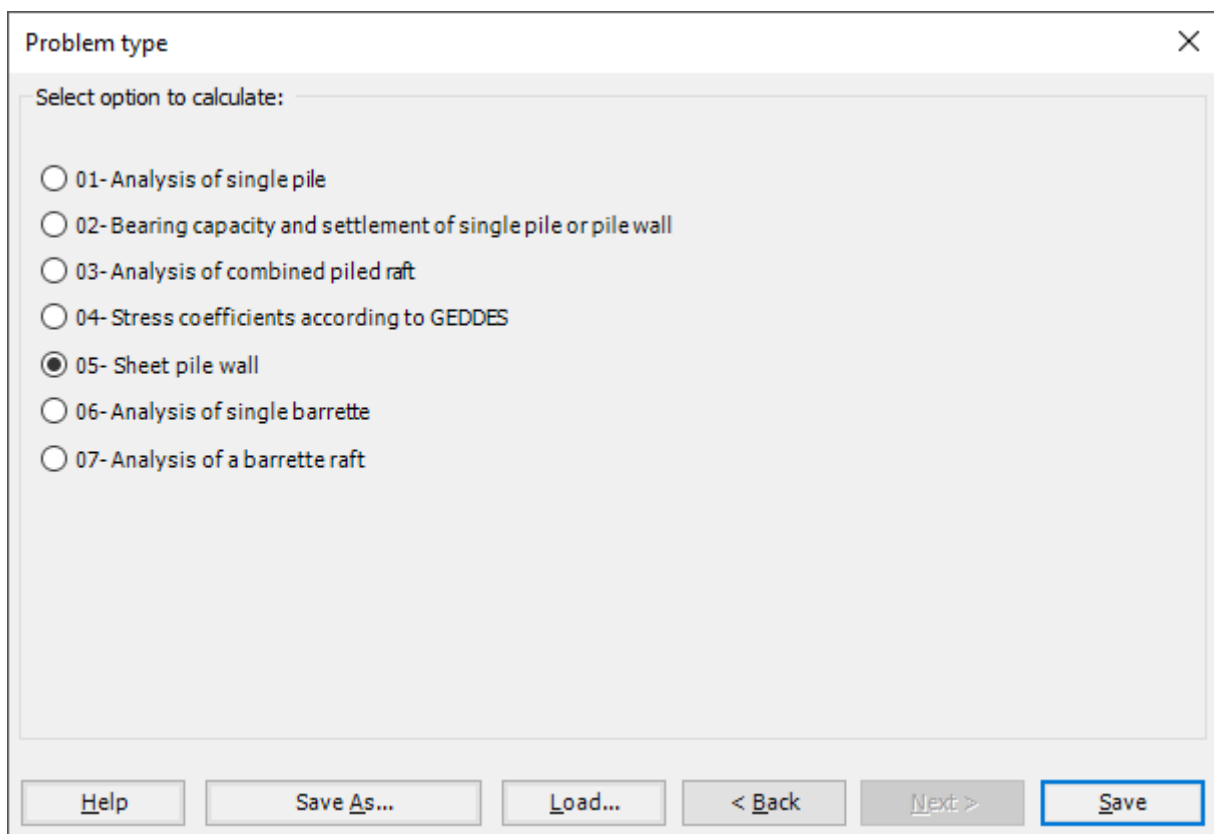 Problem type
Select option to calculate:
01- Analysis of single pile
02- Bearing capacity and settlement of single pile or pile wall
03- Analysis of combined piled raft
04- Stress coefficients according to GEDDES
05- Sheet pile wall
06- Analysis of single barrette
07- Analysis of a barrette raft
Help Save As... Load... < Back Next > Save